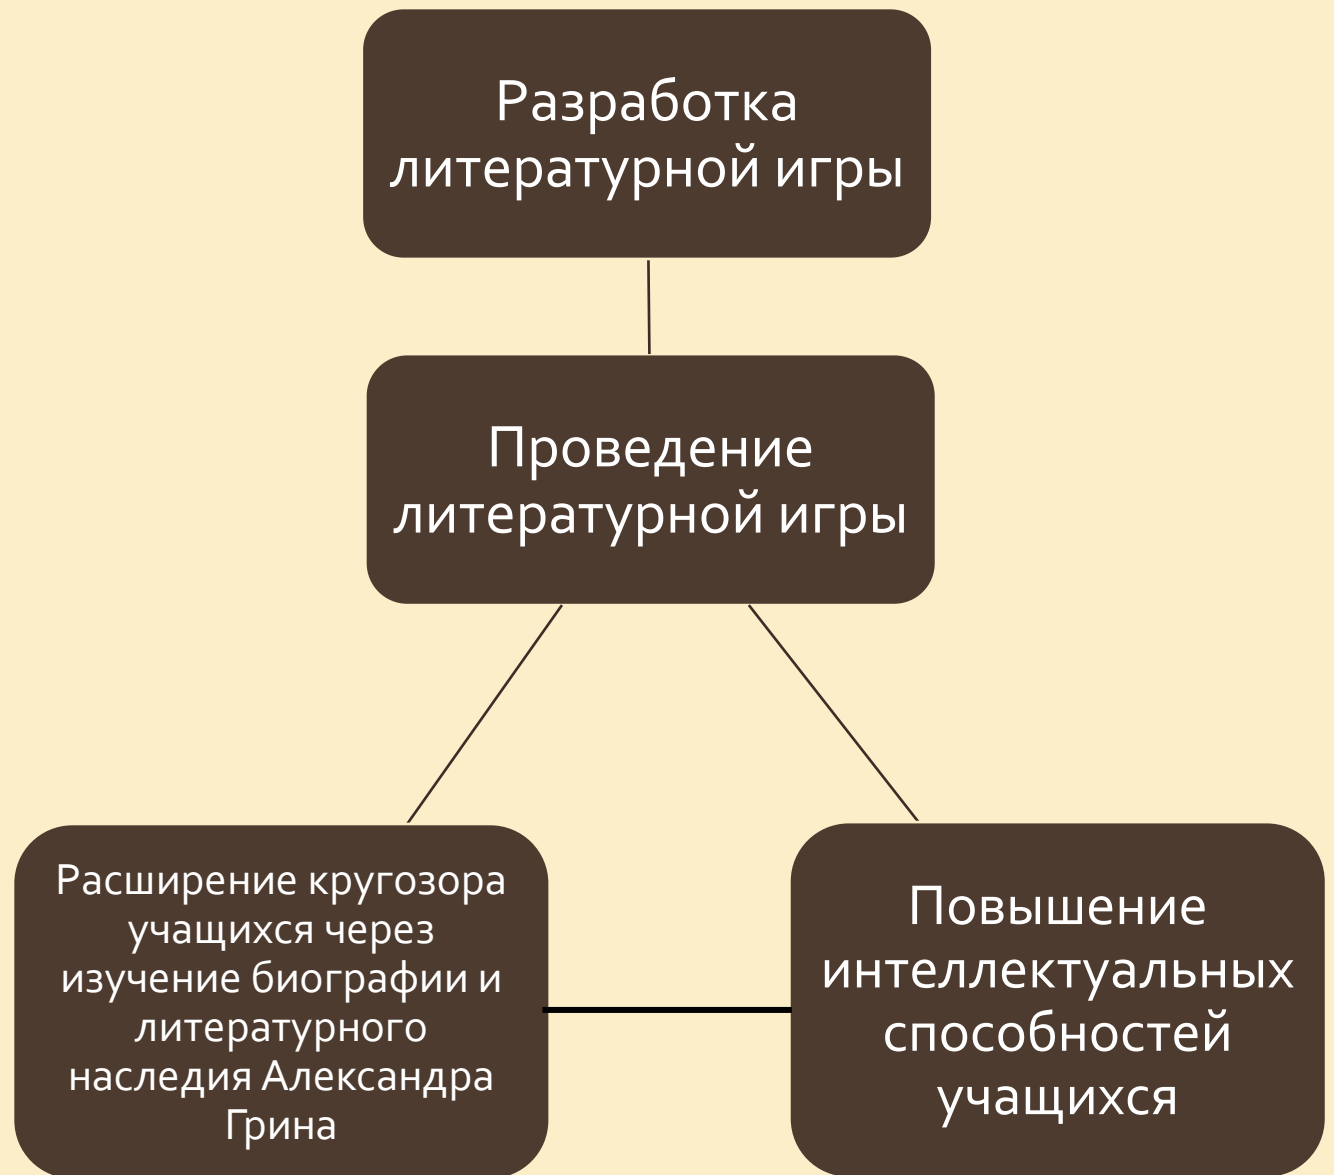 Разработка
литературной игры
Проведение
литературной игры
Расширение кругозора
учащихся через
изучение биографии и
литературного
наследия Александра
Грина
Повышение
интеллектуальных
способностей
учащихся